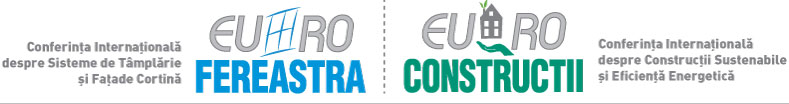 Conferința Internațională
despre Sisteme de Tâmplărie
și Fațade Cortină
EURO
FEREASTRA
EURO
CONSTRUCTII
Conferința Internațională
despre Construcții Sustenabile
și Eficiență Energetică